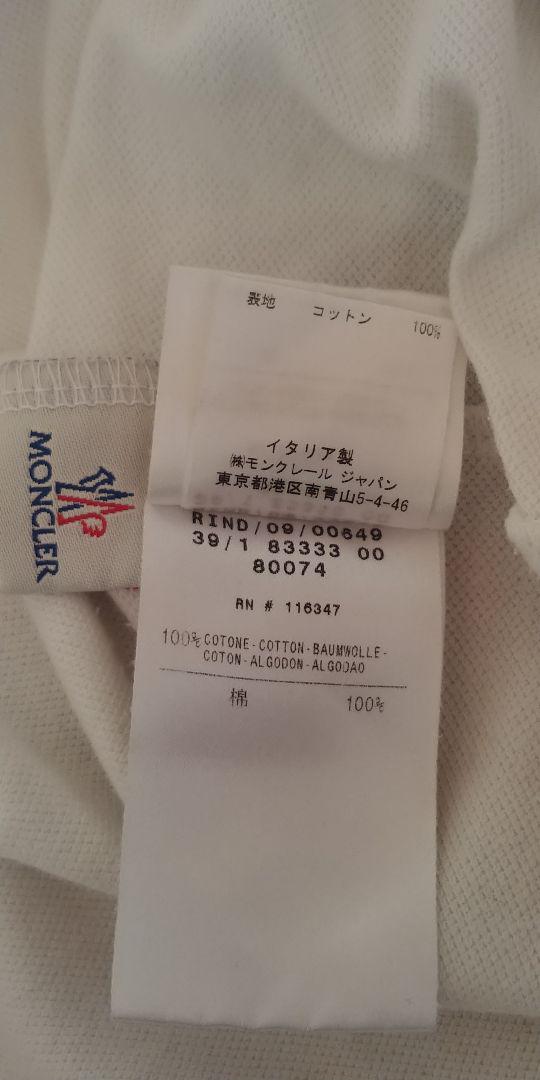 表地 コットン 100%
イタリア製
㈱モンクレール ジャパン
東京都港区南青山5-4-46
RIND/09/00649
39/1 83333 00
80074
RN # 116347
100% COTONE-COTTON-BAUMWOLLE-
COTON-ALGODON-ALGODAO
棉 100%
MONCLER